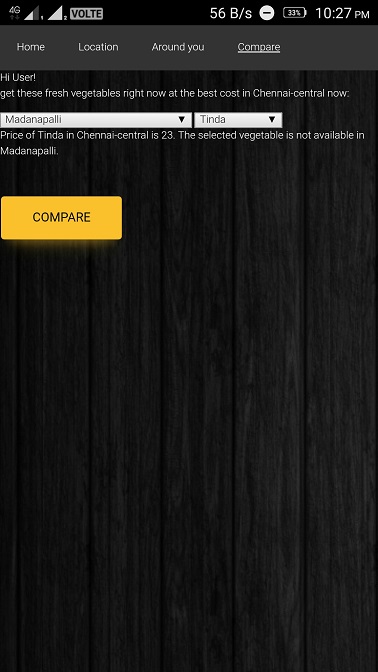 4G 1 2 VOLTE 56 B/s 33% 10:27 PM
Home Location Around you Compare
Hi User!
get these fresh vegetables right now at the best cost in Chennai-central now:
Madanapalli Tinda
Price of Tinda in Chennai-central is 23. The selected vegetable is not available in
Madanapalli.
COMPARE